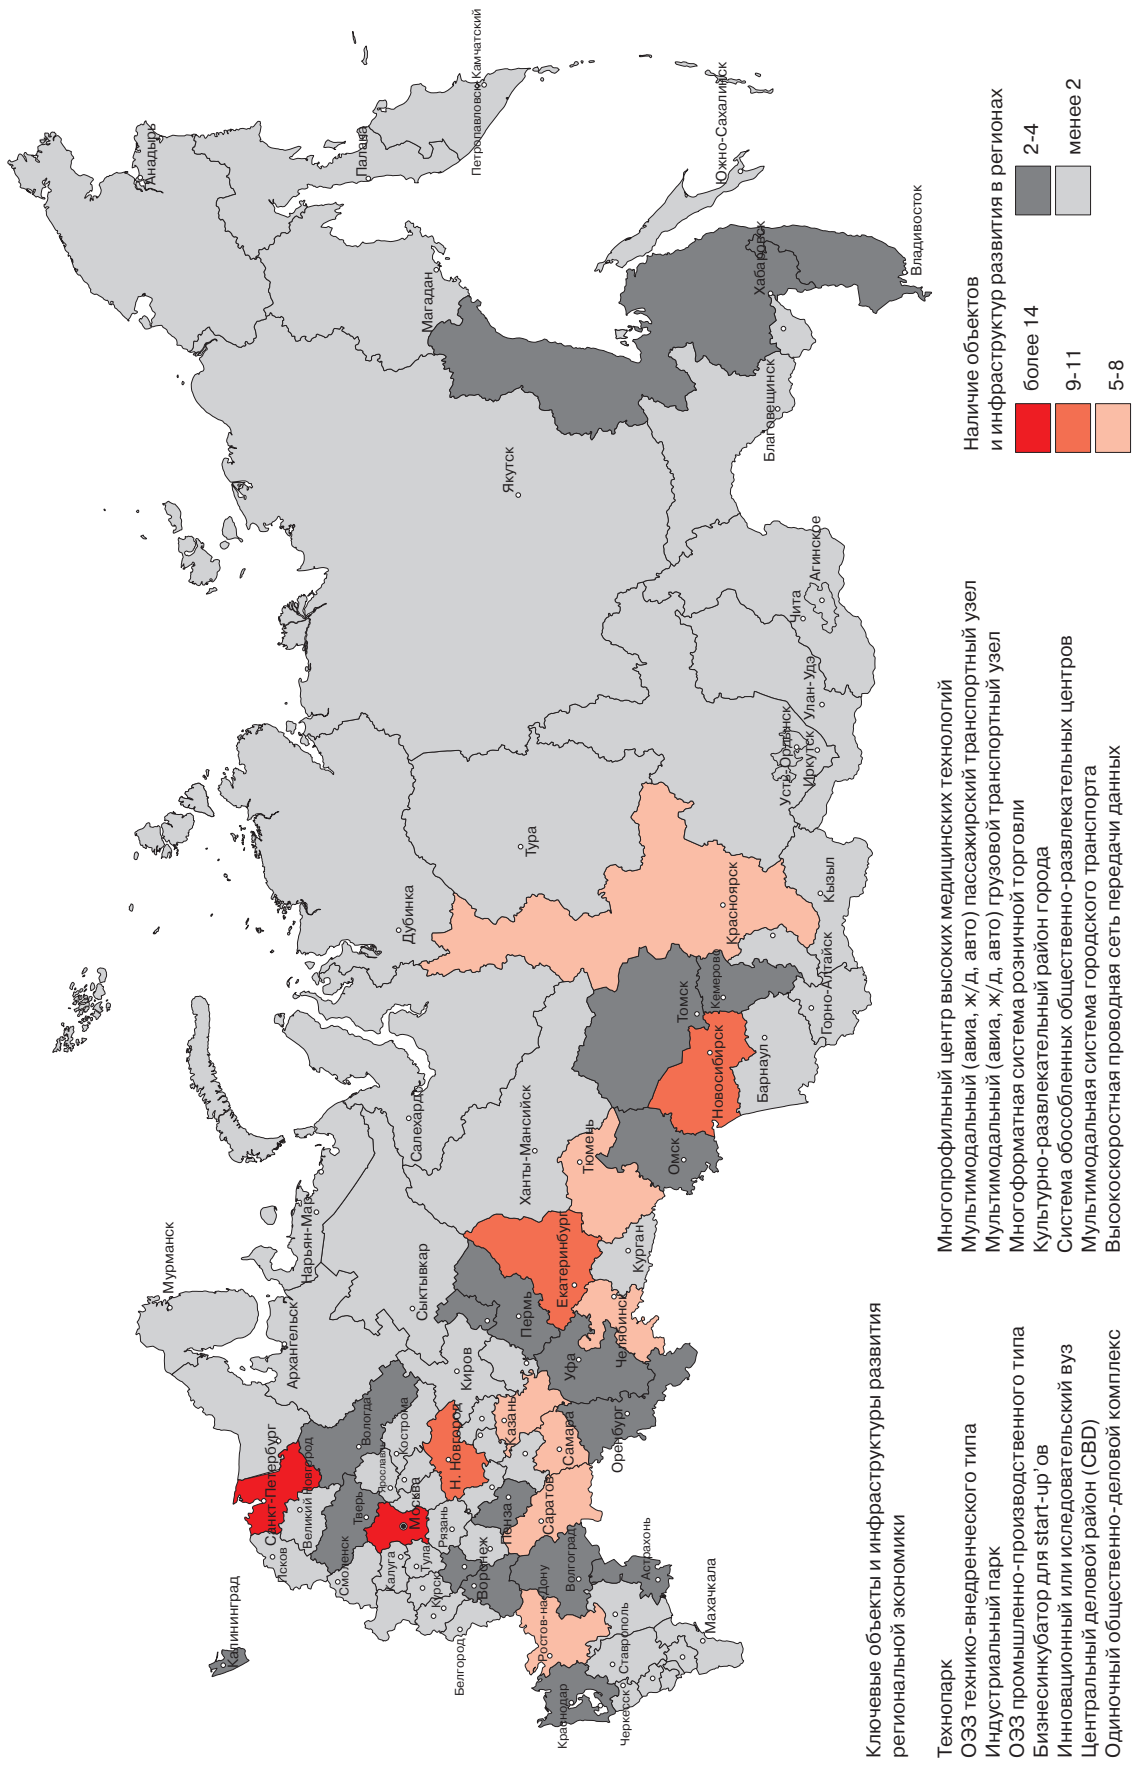 Мурманск
Калининград
Санкт-Петербург
Великий Новгород
Псков
Архангельск
Нарьян-Мар
Вологда
Сыктывкар
Смоленск
Тверь
Ярославль
Кострома
Москва
Калуга
Тула
Рязань
Н. Новгород
Киров
Курск
Белгород
Воронеж
Пенза
Казань
Пермь
Саратов
Самара
Уфа
Оренбург
Екатеринбург
Челябинск
Курган
Ростов-на-Дону
Волгоград
Астрахань
Краснодар
Черкесск
Ставрополь
Махачкала
Салехард
Ханты-Мансийск
Тюмень
Омск
Томск
Новосибирск
Кемерово
Барнаул
Горно-Алтайск
Дубинка
Тура
Красноярск
Кызыл
Усть-Ордынск
Иркутск
Улан-Удэ
Чита
Агинское
Якутск
Благовещинск
Магадан
Хабаровск
Владивосток
Южно-Сахалинск
Анадырь
Палана
Петропавловск-Камчатский
Ключевые объекты и инфраструктуры развития
региональной экономики
Технопарк
ОЭЗ технико-внедренческого типа
Индустриальный парк
ОЭЗ промышленно-производственного типа
Бизнесинкубатор для start-up'ов
Инновационный или исследовательский вуз
Центральный деловой район (CBD)
Одиночный общественно-деловой комплекс
Многопрофильный центр высоких медицинских технологий
Мультимодальный (авиа, ж/д, авто) пассажирский транспортный узел
Мультимодальный (авиа, ж/д, авто) грузовой транспортный узел
Многоформатная система розничной торговли
Культурно-развлекательный район города
Система обособленных общественно-развлекательных центров
Мультимодальная система городского транспорта
Высокоскоростная проводная сеть передачи данных
Наличие объектов
и инфраструктур развития в регионах
более 14
9-11
5-8
2-4
менее 2